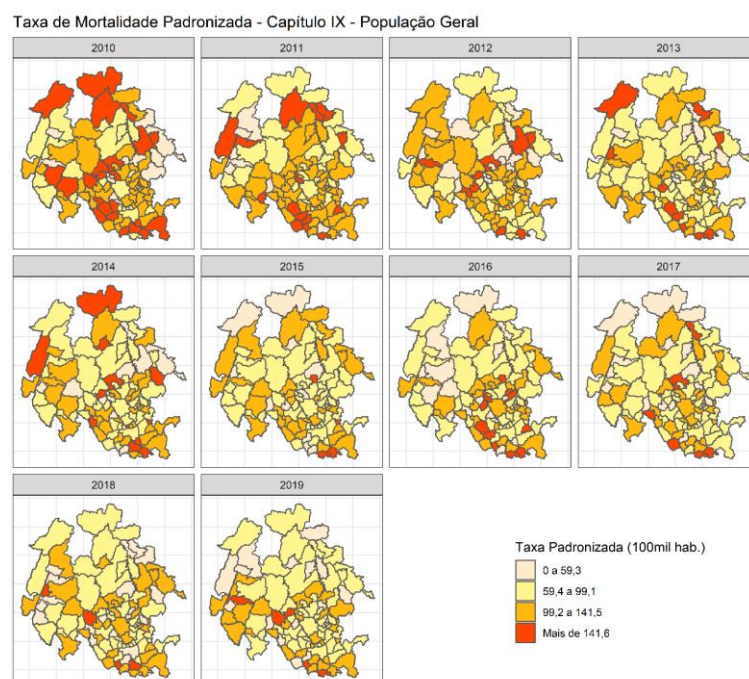 Taxa de Mortalidade Padronizada - Capítulo IX - População Geral
2010 2011 2012 2013
2014 2015 2016 2017
2018 2019
Taxa Padronizada (100mil hab.)
0 a 59,3
59,4 a 99,1
99,2 a 141,5
Mais de 141,6